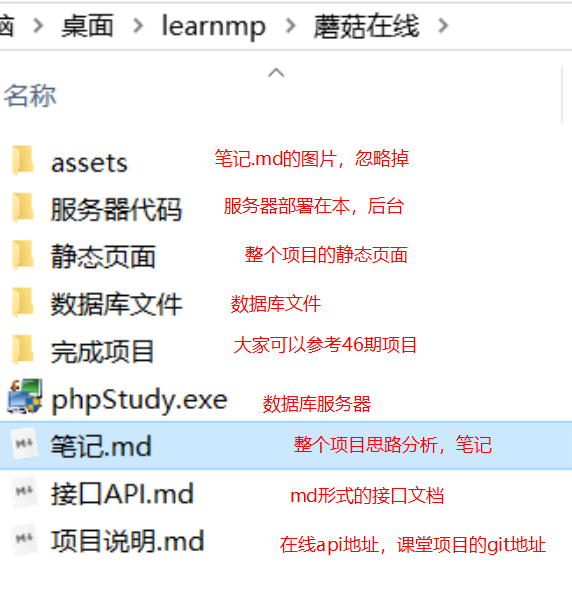 脑 > 桌面 > learnmp > 蘑菇在线 >
名称
assets 笔记.md的图片，忽略掉
服务器代码 服务器部署在本，后台
静态页面 整个项目的静态页面
数据库文件 数据库文件
完成项目 大家可以参考46期项目
phpStudy.exe 数据库服务器
笔记.md 整个项目思路分析，笔记
接口API.md md形式的接口文档
项目说明.md 在线api地址，课堂项目的git地址